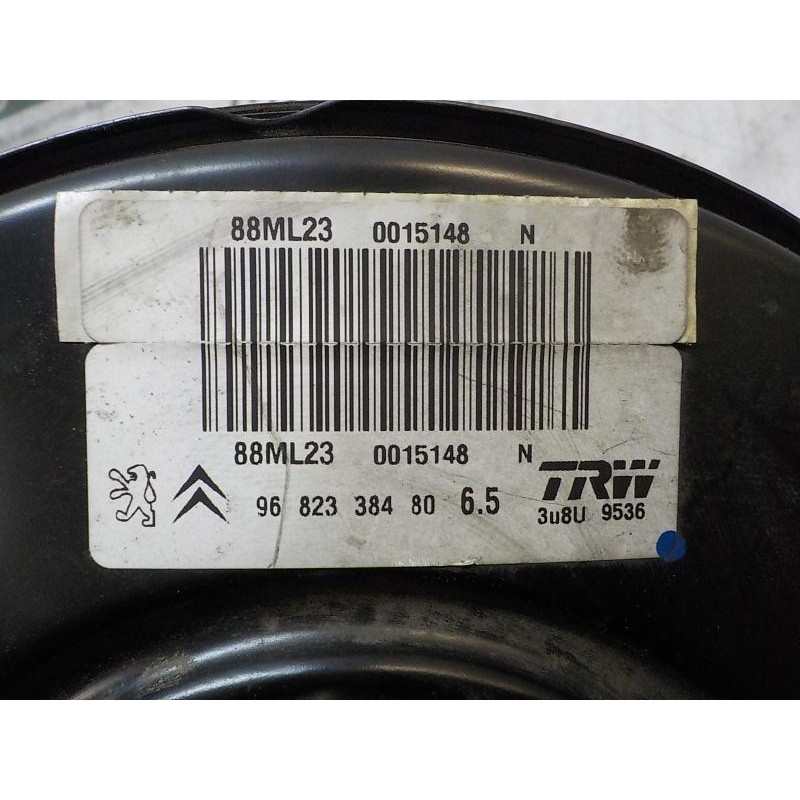 88ML23 0015148 N
88ML23 0015148 N
96 823 384 80 6.5
TRW
3u8U 9536